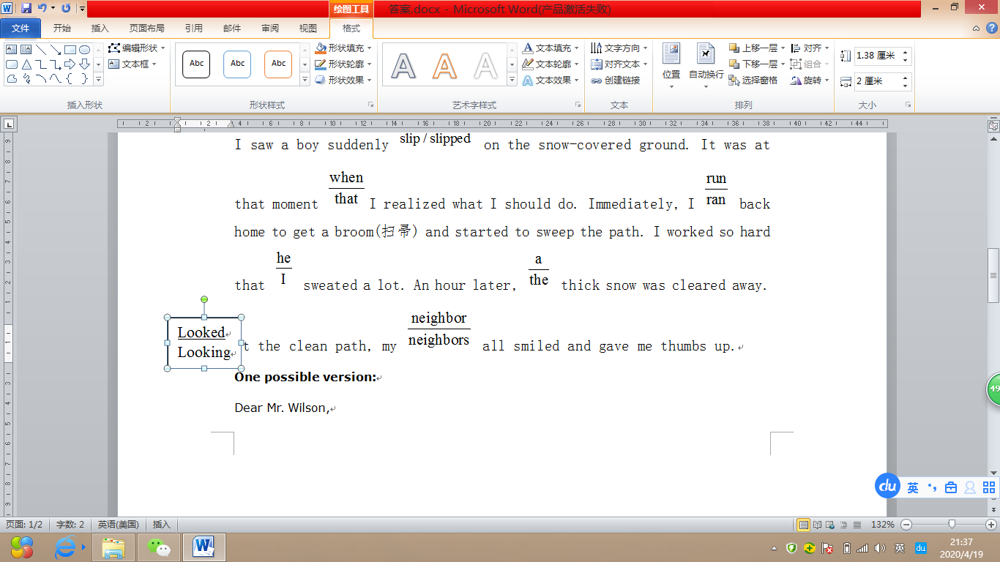 答案.docx - Microsoft Word(产品激活失败)
绘图工具
文件 开始 插入 页面布局 引用 邮件 审阅 视图 格式
编辑形状
文本框
插入形状
Abc Abc Abc
形状填充
形状轮廓
形状效果
形状样式
A A A
文本填充
文本轮廓
文本效果
艺术字样式
文字方向
对齐文本
创建链接
文本
位置
自动换行
上移一层
下移一层
选择窗格
对齐
组合
旋转
排列
1.38 厘米
2 厘米
大小
2 2 4 6 8 10 12 14 16 18 20 22 24 26 28 30 32 34 36 38 40 42 44
I saw a boy suddenly slip / slipped on the snow-covered ground. It was at
when run
that moment I realized what I should do. Immediately, I back
that ran
home to get a broom(扫帚) and started to sweep the path. I worked so hard
he a
that sweated a lot. An hour later, thick snow was cleared away.
I the
Looked neighbor
t the clean path, my all smiled and gave me thumbs up.
Looking neighbors
One possible version:
Dear Mr. Wilson,
49
du 英
页面: 1/2 字数: 2 英语(美国) 插入 132%
英 du
21:37
2020/4/19